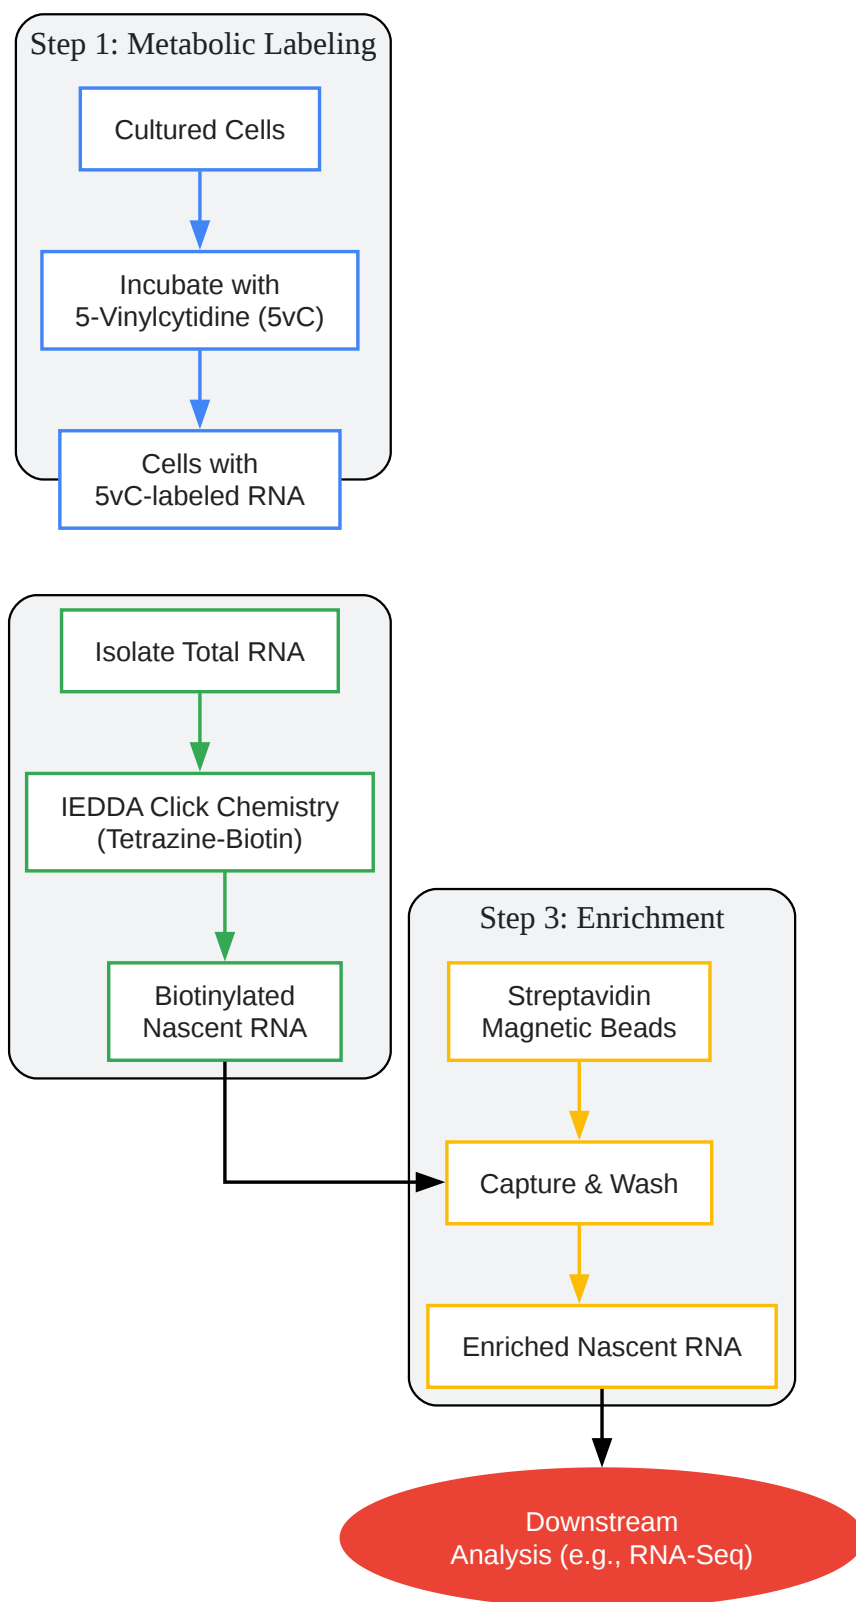 Step 1: Metabolic Labeling
Cultured Cells
Incubate with
5-Vinylcytidine (5vC)
Cells with
5vC-labeled RNA
Isolate Total RNA
IEDDA Click Chemistry
(Tetrazine-Biotin)
Biotinylated
Nascent RNA
Step 3: Enrichment
Streptavidin
Magnetic Beads
Capture & Wash
Enriched Nascent RNA
Downstream
Analysis (e.g., RNA-Seq)